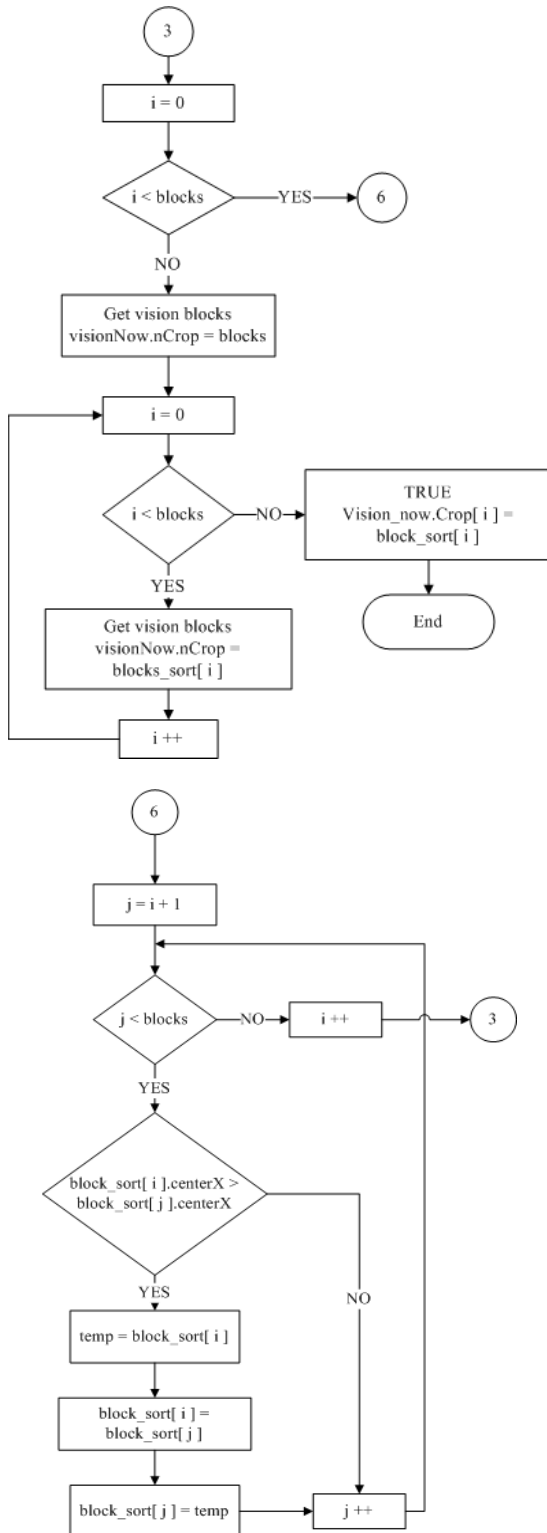 3
i = 0
i < blocks
YES
6
NO
Get vision blocks
visionNow.nCrop = blocks
i = 0
i < blocks
NO
TRUE
Vision_now.Crop[ i ] =
block_sort[ i ]
YES
End
Get vision blocks
visionNow.nCrop =
blocks_sort[ i ]
i ++
6
j = i + 1
j < blocks
NO
i ++
3
YES
block_sort[ i ].centerX >
block_sort[ j ].centerX
YES
NO
temp = block_sort[ i ]
block_sort[ i ] =
block_sort[ j ]
block_sort[ j ] = temp
j ++